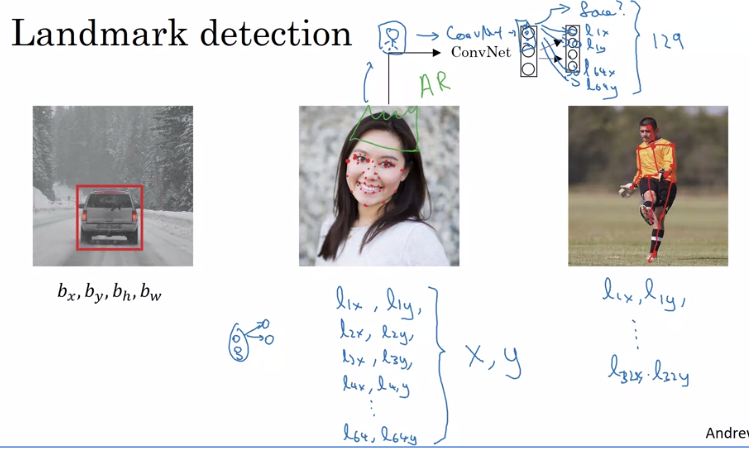 Landmark detection
ConvNet
ConvNet
Face?
l1x
l1y
l64x
l64y
129
AR
bx, by, bh, bw
l1x, l1y,
l2x, l2y,
l3x, l3y,
l4x, l4y
⋮
l64, l64y
x, y
l1x, l1y,
⋮
l32x, l32y
Andrew